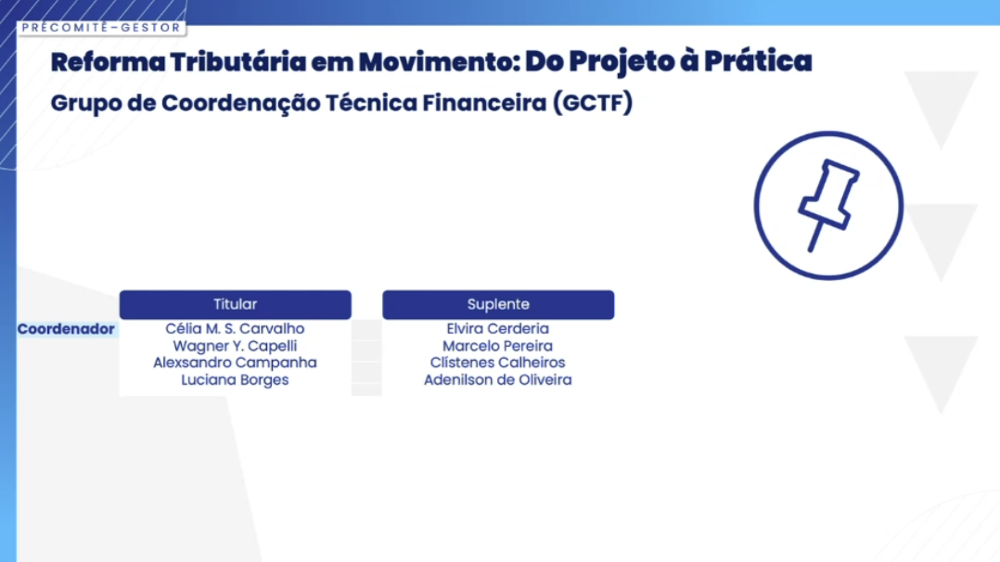 PRÉCOMITÊ–GESTOR
Reforma Tributária em Movimento: Do Projeto à Prática
Grupo de Coordenação Técnica Financeira (GCTF)
Titular Suplente
Coordenador Célia M. S. Carvalho Elvira Cerderia
Wagner Y. Capelli Marcelo Pereira
Alexsandro Campanha Clístenes Calheiros
Luciana Borges Adenilson de Oliveira